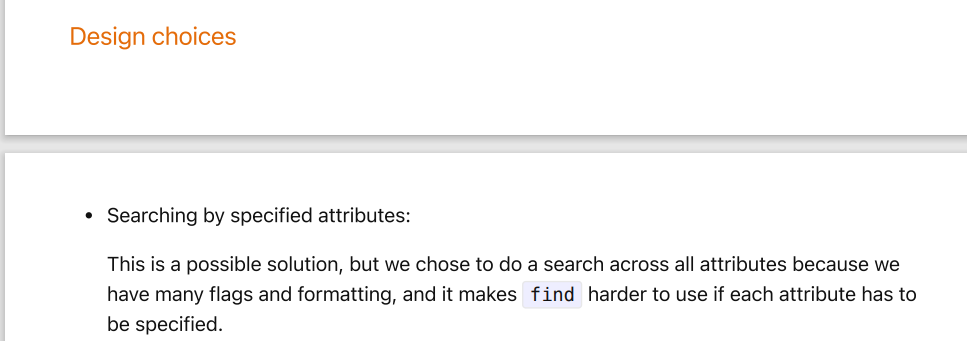 Design choices
• Searching by specified attributes:
This is a possible solution, but we chose to do a search across all attributes because we
have many flags and formatting, and it makes find harder to use if each attribute has to
be specified.